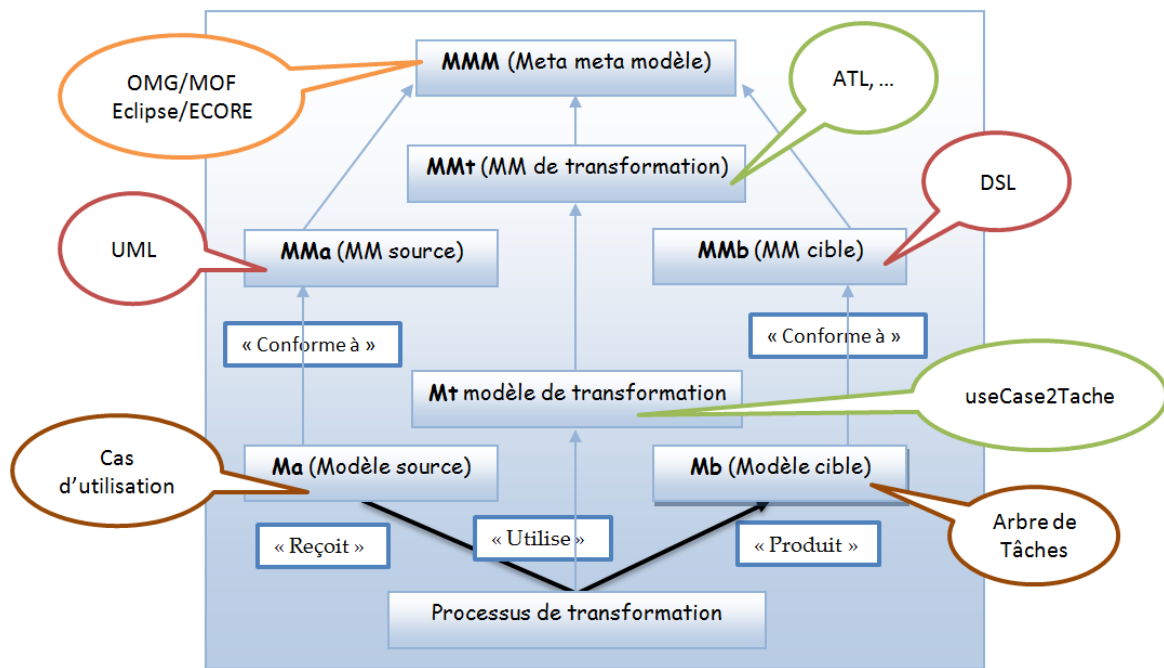 MMM (Meta meta modèle)
OMG/MOF
Eclipse/ECORE
ATL, ...
MMt (MM de transformation)
DSL
UML
MMa (MM source)
MMb (MM cible)
« Conforme à »
« Conforme à »
Mt modèle de transformation
useCase2Tache
Cas
d’utilisation
Ma (Modèle source)
Mb (Modèle cible)
Arbre de
Tâches
« Reçoit »
« Utilise »
« Produit »
Processus de transformation